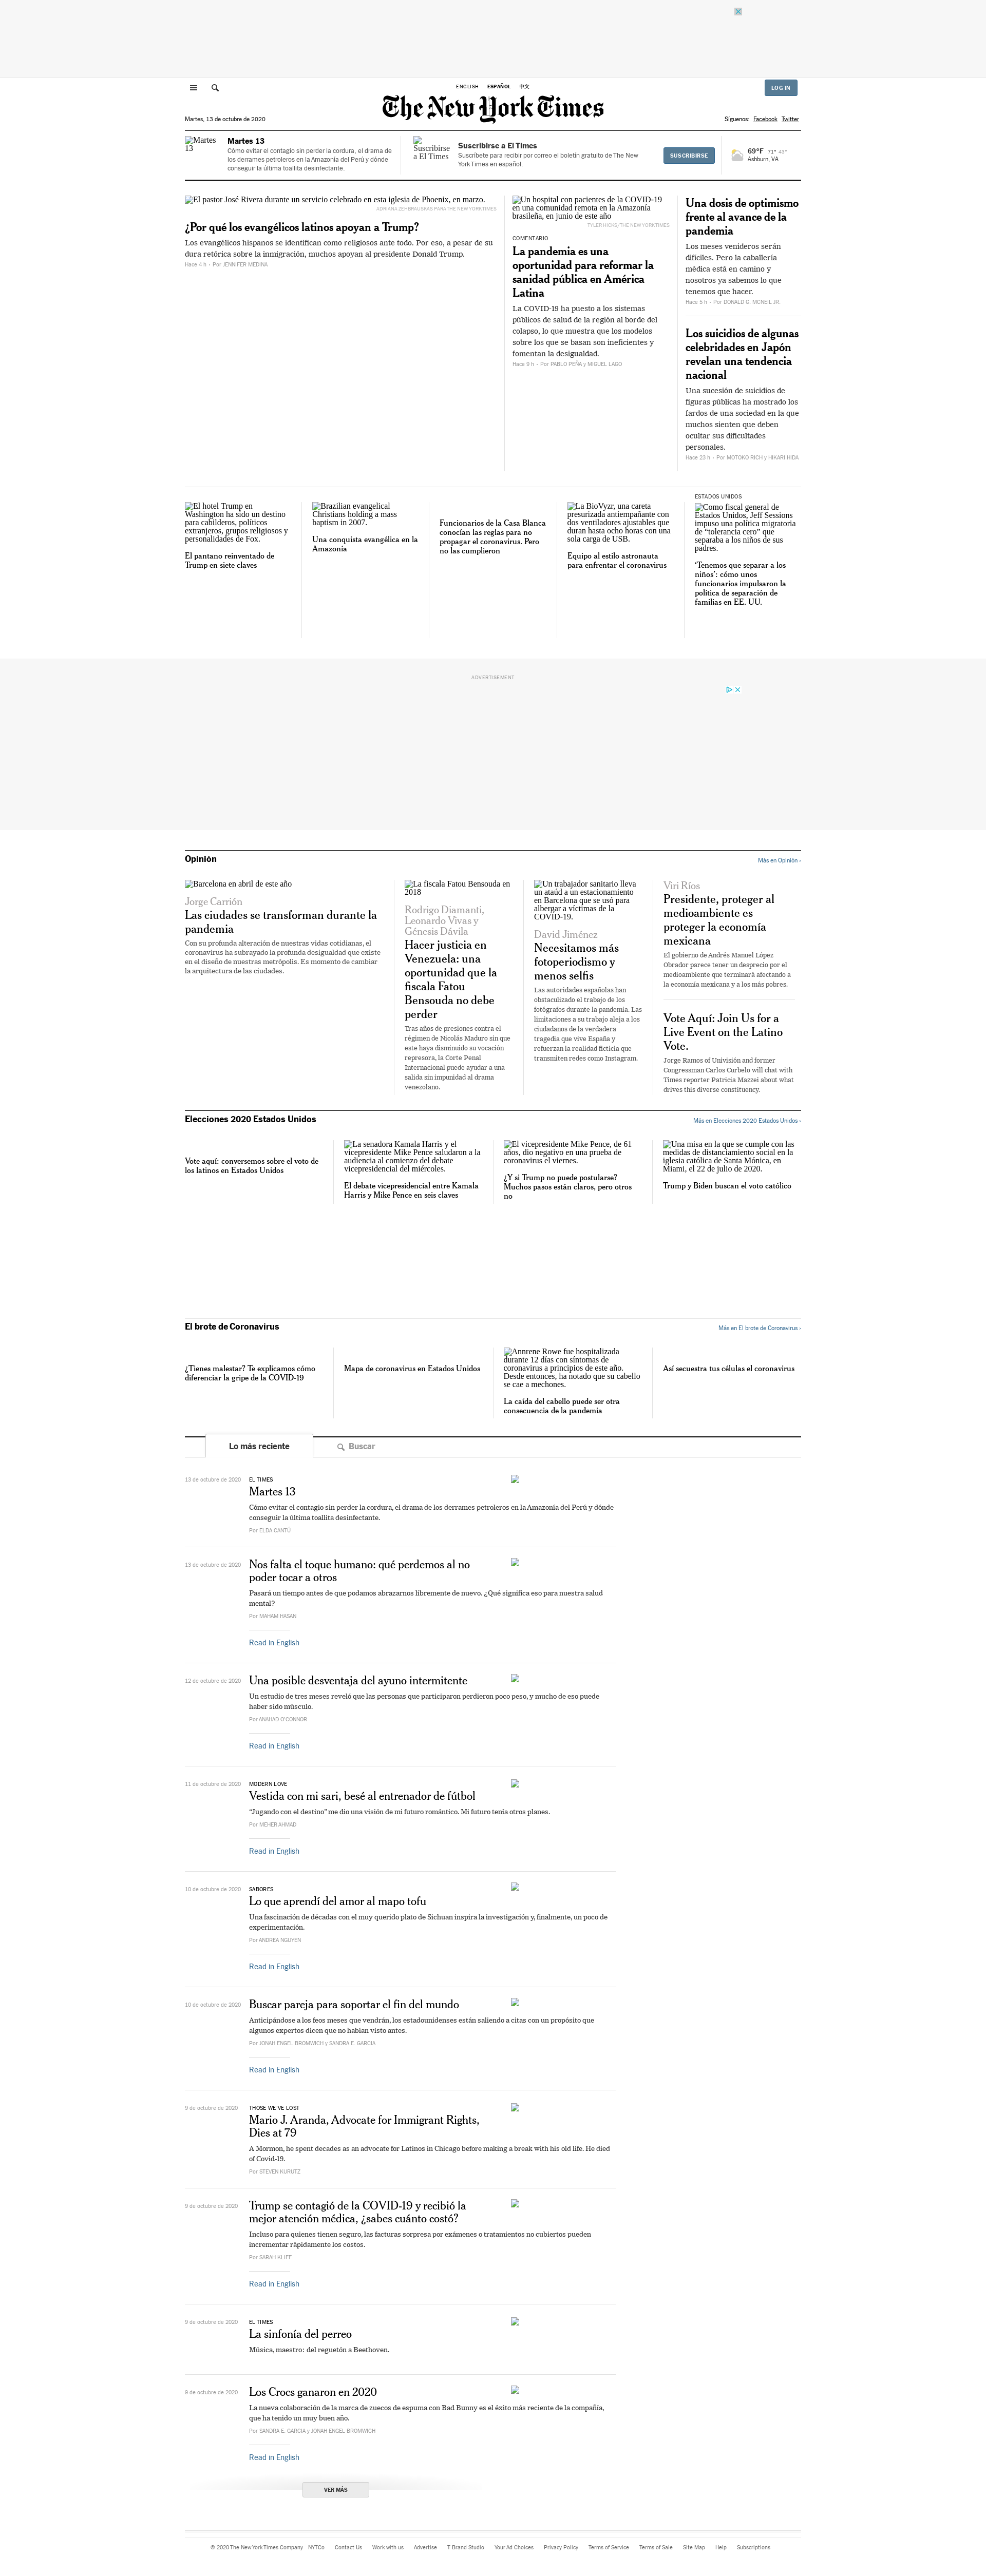 ENGLISH ESPAÑOL 中文
LOG IN
The New York Times
Martes, 13 de octubre de 2020
Síguenos: Facebook Twitter
Martes 13
Martes 13
Cómo evitar el contagio sin perder la cordura, el drama de
los derrames petroleros en la Amazonía del Perú y dónde
conseguir la última toallita desinfectante.
Suscribirse a El Times
Suscribirse a El Times
Suscríbete para recibir por correo el boletín gratuito de The New
York Times en español.
SUSCRIBIRSE
69°F 71°
Ashburn, VA
El pastor José Rivera durante un servicio celebrado en esta iglesia de Phoenix, en marzo.
ADRIANA ZEHBRAUSKAS PARA THE NEW YORK TIMES
¿Por qué los evangélicos latinos apoyan a Trump?
Los evangélicos hispanos se identifican como religiosos ante todo. Por eso, a pesar de su
dura retórica sobre la inmigración, muchos apoyan al presidente Donald Trump.
Hace 4 h • Por JENNIFER MEDINA
Un hospital con pacientes de la COVID-19
en una comunidad remota en la Amazonía
brasileña, en junio de este año
TYLER HICKS/THE NEW YORK TIMES
COMENTARIO
La pandemia es una
oportunidad para reformar la
sanidad pública en América
Latina
La COVID-19 ha puesto a los sistemas
públicos de salud de la región al borde del
colapso, lo que muestra que los modelos
sobre los que se basan son ineficientes y
fomentan la desigualdad.
Hace 9 h • Por PABLO PEÑA y MIGUEL LAGO
Una dosis de optimismo
frente al avance de la
pandemia
Los meses venideros serán
difíciles. Pero la caballería
médica está en camino y
nosotros ya sabemos lo que
tenemos que hacer.
Hace 5 h • Por DONALD G. MCNEIL JR.
Los suicidios de algunas
celebridades en Japón
revelan una tendencia
nacional
Una sucesión de suicidios de
figuras públicas ha mostrado los
fardos de una sociedad en la que
muchos sienten que deben
ocultar sus dificultades
personales.
Hace 23 h • Por MOTOKO RICH y HIKARI HIDA
El hotel Trump en
Washington ha sido un destino
para cabilderos, políticos
extranjeros, grupos religiosos y
personalidades de Fox.
El pantano reinventado de
Trump en siete claves
Brazilian evangelical
Christians holding a mass
baptism in 2007.
Una conquista evangélica en la
Amazonía
Funcionarios de la Casa Blanca
conocían las reglas para no
propagar el coronavirus. Pero
no las cumplieron
La BioVyzr, una careta
presurizada antiempañante con
dos ventiladores ajustables que
duran hasta ocho horas con una
sola carga de USB.
Equipo al estilo astronauta
para enfrentar el coronavirus
ESTADOS UNIDOS
Como fiscal general de
Estados Unidos, Jeff Sessions
impuso una política migratoria
de “tolerancia cero” que
separaba a los niños de sus
padres.
‘Tenemos que separar a los
niños’: cómo unos
funcionarios impulsaron la
política de separación de
familias en EE. UU.
ADVERTISEMENT
Opinión
Más en Opinión ›
Barcelona en abril de este año
Jorge Carrión
Las ciudades se transforman durante la
pandemia
Con su profunda alteración de nuestras vidas cotidianas, el
coronavirus ha subrayado la profunda desigualdad que existe
en el diseño de nuestras metrópolis. Es momento de cambiar
la arquitectura de las ciudades.
La fiscala Fatou Bensouda en
2018
Rodrigo Diamanti,
Leonardo Vivas y
Génesis Dávila
Hacer justicia en
Venezuela: una
oportunidad que la
fiscala Fatou
Bensouda no debe
perder
Tras años de presiones contra el
régimen de Nicolás Maduro sin que
este haya disminuido su vocación
represora, la Corte Penal
Internacional puede ayudar a una
salida sin impunidad al drama
venezolano.
Un trabajador sanitario lleva
un ataúd a un estacionamiento
en Barcelona que se usó para
albergar a víctimas de la
COVID-19.
David Jiménez
Necesitamos más
fotoperiodismo y
menos selfis
Las autoridades españolas han
obstaculizado el trabajo de los
fotógrafos durante la pandemia. Las
limitaciones a su trabajo aleja a los
ciudadanos de la verdadera
tragedia que vive España y
refuerzan la realidad ficticia que
transmiten redes como Instagram.
Viri Ríos
Presidente, proteger al
medioambiente es
proteger la economía
mexicana
El gobierno de Andrés Manuel López
Obrador parece tener un desprecio por el
medioambiente que terminará afectando a
la economía mexicana y a los más pobres.
Vote Aquí: Join Us for a
Live Event on the Latino
Vote.
Jorge Ramos of Univisión and former
Congressman Carlos Curbelo will chat with
Times reporter Patricia Mazzei about what
drives this diverse constituency.
Elecciones 2020 Estados Unidos
Más en Elecciones 2020 Estados Unidos ›
Vote aquí: conversemos sobre el voto de
los latinos en Estados Unidos
La senadora Kamala Harris y el
vicepresidente Mike Pence saludaron a la
audiencia al comienzo del debate
vicepresidencial del miércoles.
El debate vicepresidencial entre Kamala
Harris y Mike Pence en seis claves
El vicepresidente Mike Pence, de 61
años, dio negativo en una prueba de
coronavirus el viernes.
¿Y si Trump no puede postularse?
Muchos pasos están claros, pero otros
no
Una misa en la que se cumple con las
medidas de distanciamiento social en la
iglesia católica de Santa Mónica, en
Miami, el 22 de julio de 2020.
Trump y Biden buscan el voto católico
El brote de Coronavirus
Más en El brote de Coronavirus ›
¿Tienes malestar? Te explicamos cómo
diferenciar la gripe de la COVID-19
Mapa de coronavirus en Estados Unidos
Annrene Rowe fue hospitalizada
durante 12 días con síntomas de
coronavirus a principios de este año.
Desde entonces, ha notado que su cabello
se cae a mechones.
La caída del cabello puede ser otra
consecuencia de la pandemia
Así secuestra tus células el coronavirus
Lo más reciente
Buscar
13 de octubre de 2020
EL TIMES
Martes 13
Cómo evitar el contagio sin perder la cordura, el drama de los derrames petroleros en la Amazonía del Perú y dónde
conseguir la última toallita desinfectante.
Por ELDA CANTÚ
13 de octubre de 2020
Nos falta el toque humano: qué perdemos al no
poder tocar a otros
Pasará un tiempo antes de que podamos abrazarnos libremente de nuevo. ¿Qué significa eso para nuestra salud
mental?
Por MAHAM HASAN
Read in English
12 de octubre de 2020
Una posible desventaja del ayuno intermitente
Un estudio de tres meses reveló que las personas que participaron perdieron poco peso, y mucho de eso puede
haber sido músculo.
Por ANAHAD O’CONNOR
Read in English
11 de octubre de 2020
MODERN LOVE
Vestida con mi sari, besé al entrenador de fútbol
“Jugando con el destino” me dio una visión de mi futuro romántico. Mi futuro tenía otros planes.
Por MEHER AHMAD
Read in English
10 de octubre de 2020
SABORES
Lo que aprendí del amor al mapo tofu
Una fascinación de décadas con el muy querido plato de Sichuan inspira la investigación y, finalmente, un poco de
experimentación.
Por ANDREA NGUYEN
Read in English
10 de octubre de 2020
Buscar pareja para soportar el fin del mundo
Anticipándose a los feos meses que vendrán, los estadounidenses están saliendo a citas con un propósito que
algunos expertos dicen que no habían visto antes.
Por JONAH ENGEL BROMWICH y SANDRA E. GARCIA
Read in English
9 de octubre de 2020
THOSE WE’VE LOST
Mario J. Aranda, Advocate for Immigrant Rights,
Dies at 79
A Mormon, he spent decades as an advocate for Latinos in Chicago before making a break with his old life. He died
of Covid-19.
Por STEVEN KURUTZ
9 de octubre de 2020
Trump se contagió de la COVID-19 y recibió la
mejor atención médica, ¿sabes cuánto costó?
Incluso para quienes tienen seguro, las facturas sorpresa por exámenes o tratamientos no cubiertos pueden
incrementar rápidamente los costos.
Por SARAH KLIFF
Read in English
9 de octubre de 2020
EL TIMES
La sinfonía del perreo
Música, maestro: del reguetón a Beethoven.
9 de octubre de 2020
Los Crocs ganaron en 2020
La nueva colaboración de la marca de zuecos de espuma con Bad Bunny es el éxito más reciente de la compañía,
que ha tenido un muy buen año.
Por SANDRA E. GARCIA y JONAH ENGEL BROMWICH
Read in English
VER MÁS
© 2020 The New York Times Company NYTCo Contact Us Work with us Advertise T Brand Studio Your Ad Choices Privacy Policy Terms of Service Terms of Sale Site Map Help Subscriptions